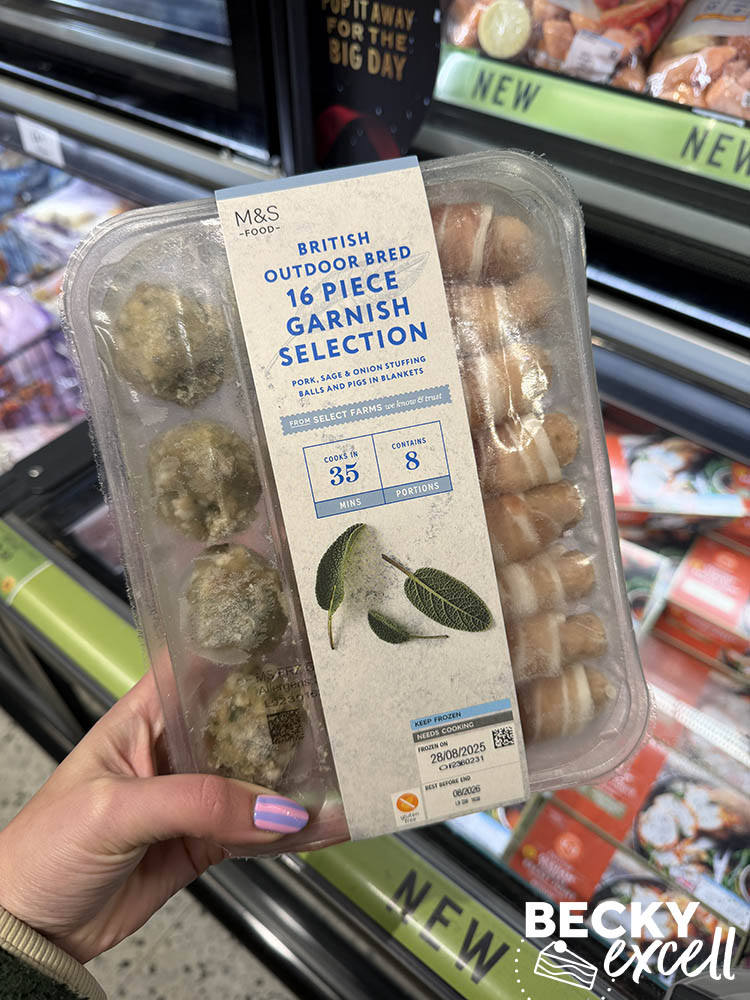 POP IT AWAY
FOR THE
BIG DAY
NEW
NEW
M&S
-FOOD-
BRITISH
OUTDOOR BRED
16 PIECE
GARNISH
SELECTION
PORK, SAGE & ONION STUFFING
BALLS AND PIGS IN BLANKETS
FROM SELECT FARMS we know & trust
COOKS IN
35
MINS
CONTAINS
8
PORTIONS
KEEP FROZEN
NEEDS COOKING
FROZEN ON
28/08/2025
BEST BEFORE END
08/2026
gluten
free
NEW
BECKY
excell